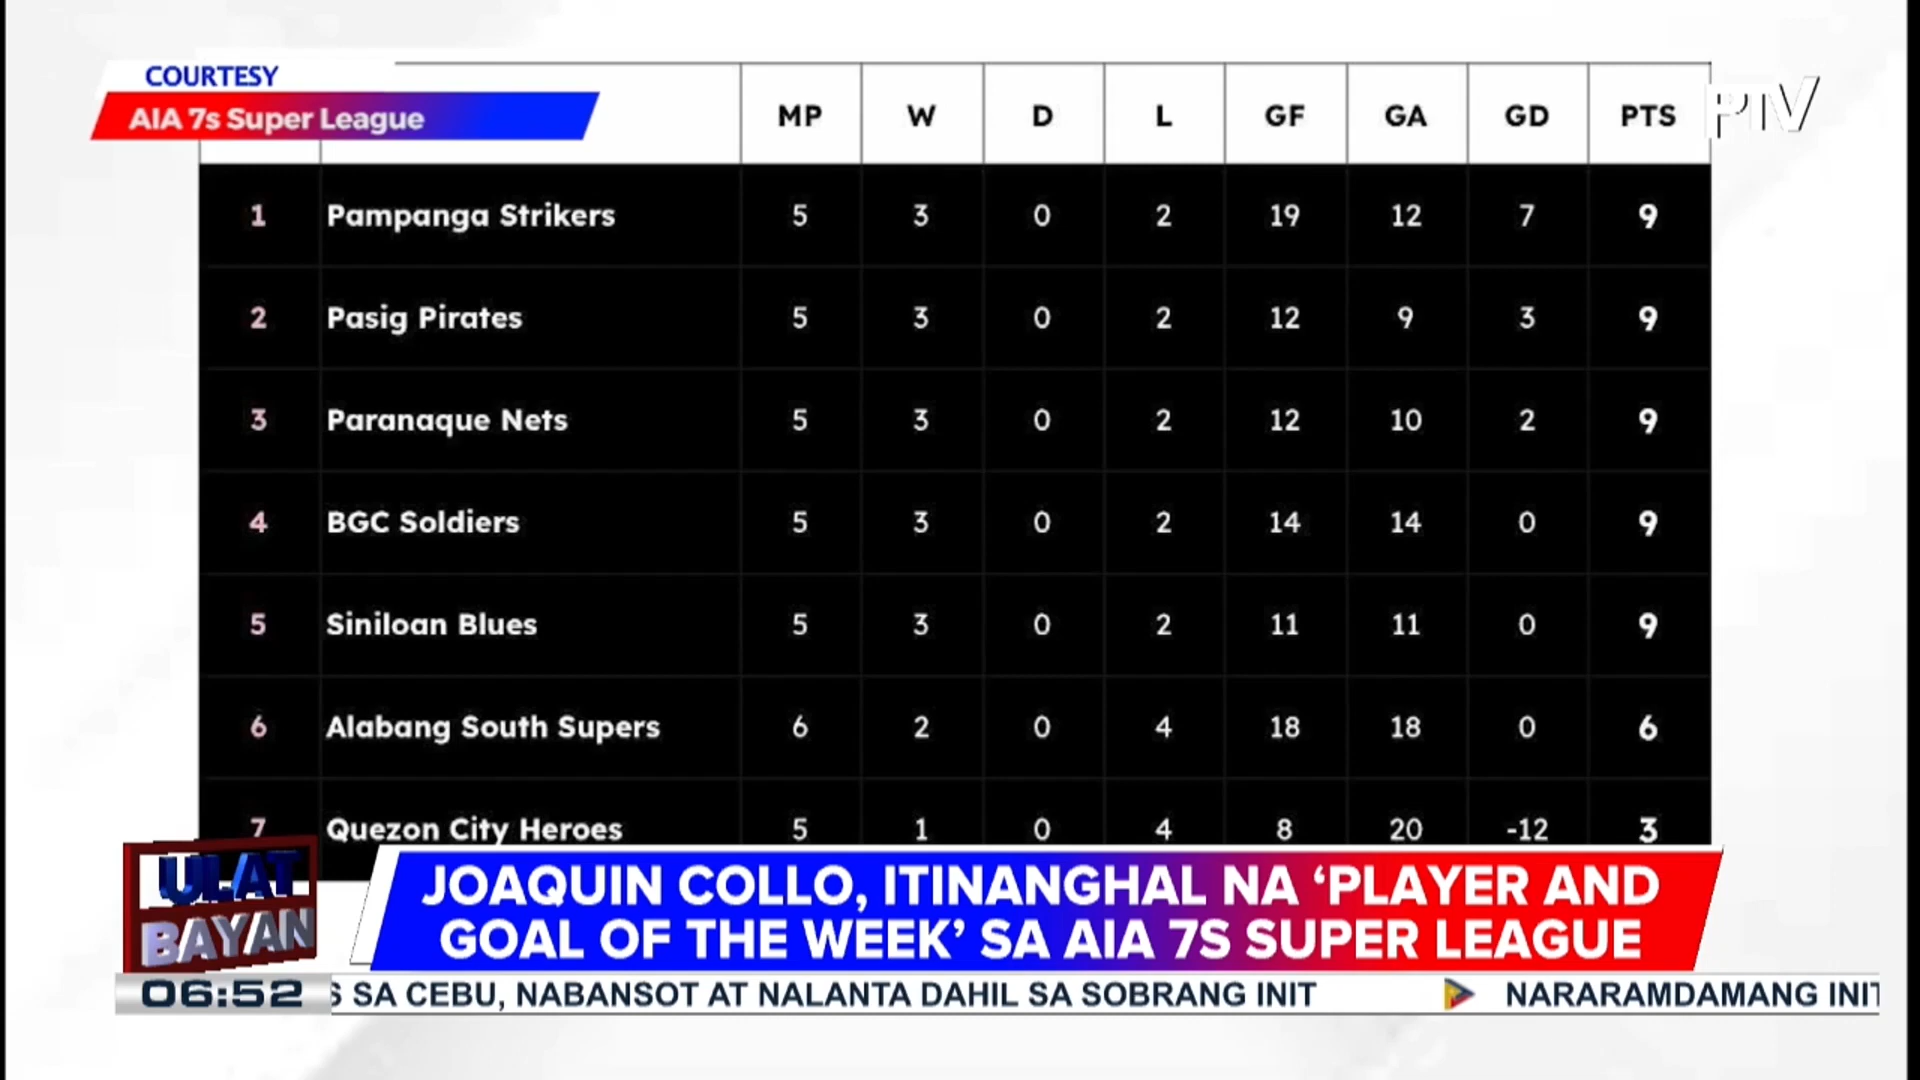 COURTESY
AIA 7s Super League
PTV
MP W D L GF GA GD PTS
1 Pampanga Strikers 5 3 0 2 19 12 7 9
2 Pasig Pirates 5 3 0 2 12 9 3 9
3 Paranaque Nets 5 3 0 2 12 10 2 9
4 BGC Soldiers 5 3 0 2 14 14 0 9
5 Siniloan Blues 5 3 0 2 11 11 0 9
6 Alabang South Supers 6 2 0 4 18 18 0 6
7 Quezon City Heroes 5 1 0 4 8 20 -12 3
ULAT
BAYAN
JOAQUIN COLLO, ITINANGHAL NA ‘PLAYER AND
GOAL OF THE WEEK’ SA AIA 7S SUPER LEAGUE
06:52
S SA CEBU, NABANSOT AT NALANTA DAHIL SA SOBRANG INIT NARARAMDAMANG INIT